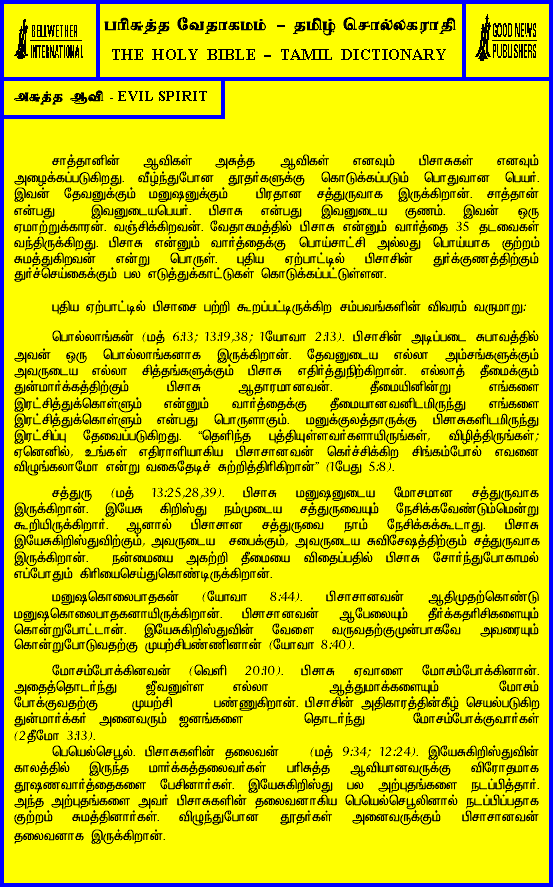 BELLWETHER
INTERNATIONAL
பரிசுத்த வேதாகமம் – தமிழ் சொல்லகராதி
THE HOLY BIBLE – TAMIL DICTIONARY
GOOD NEWS
PUBLISHERS
அசுத்த ஆவி - EVIL SPIRIT
சாத்தானின் ஆவிகள் அசுத்த ஆவிகள் எனவும் பிசாசுகள் எனவும்
அழைக்கப்படுகிறது. வீழ்ந்துபோன தூதர்களுக்கு கொடுக்கப்படும் பொதுவான பெயர்.
இவன் தேவனுக்கும் மனுஷனுக்கும் பிரதான சத்துருவாக இருக்கிறான். சாத்தான்
என்பது இவனுடையபெயர். பிசாசு என்பது இவனுடைய குணம். இவன் ஒரு
ஏமாற்றுக்காரன். வஞ்சிக்கிறவன். வேதாகமத்தில் பிசாசு என்னும் வார்த்தை 35 தடவைகள்
வந்திருக்கிறது. பிசாசு என்னும் வார்த்தைக்கு பொய்சாட்சி அல்லது பொய்யாக குற்றம்
சுமத்துகிறவன் என்று பொருள். புதிய ஏற்பாட்டில் பிசாசின் துர்க்குணத்திற்கும்
துர்ச்செய்கைக்கும் பல எடுத்துக்காட்டுகள் கொடுக்கப்பட்டுள்ளன.
புதிய ஏற்பாட்டில் பிசாசை பற்றி கூறப்பட்டிருக்கிற சம்பவங்களின் விவரம் வருமாறு:
பொல்லாங்கன் (மத் 6:13; 13:19,38; 1யோவா 2:13). பிசாசின் அடிப்படை சுபாவத்தில்
அவன் ஒரு பொல்லாங்கனாக இருக்கிறான். தேவனுடைய எல்லா அம்சங்களுக்கும்
அவருடைய எல்லா சித்தங்களுக்கும் பிசாசு எதிர்த்துநிற்கிறான். எல்லாத் தீமைக்கும்
துன்மார்க்கத்திற்கும் பிசாசு ஆதாரமானவன். தீமையினின்று எங்களை
இரட்சித்துக்கொள்ளும் என்னும் வார்த்தைக்கு தீமையானவனிடமிருந்து எங்களை
இரட்சித்துக்கொள்ளும் என்பது பொருளாகும். மனுக்குலத்தாருக்கு பிசாசுகளிடமிருந்து
இரட்சிப்பு தேவைப்படுகிறது. “தெளிந்த புத்தியுள்ளவர்களாயிருங்கள், விழித்திருங்கள்;
ஏனெனில், உங்கள் எதிராளியாகிய பிசாசானவன் கெர்ச்சிக்கிற சிங்கம்போல் எவனை
விழுங்கலாமோ என்று வகைதேடிச் சுற்றித்திரிகிறான்” (1பேது 5:8).
சத்துரு (மத் 13:25,28,39). பிசாசு மனுஷனுடைய மோசமான சத்துருவாக
இருக்கிறான். இயேசு கிறிஸ்து நம்முடைய சத்துருவையும் நேசிக்கவேண்டும்மென்று
கூறியிருக்கிறார். ஆனால் பிசாசான சத்துருவை நாம் நேசிக்கக்கூடாது. பிசாசு
இயேசுகிறிஸ்துவிற்கும், அவருடைய சபைக்கும், அவருடைய சுவிசேஷத்திற்கும் சத்துருவாக
இருக்கிறான். நன்மையை அகற்றி தீமையை விதைப்பதில் பிசாசு சோர்ந்துபோகாமல்
எப்போதும் கிரியைசெய்துகொண்டிருக்கிறான்.
மனுஷகொலைபாதகன் (யோவா 8:44). பிசாசானவன் ஆதிமுதற்கொண்டு
மனுஷகொலைபாதகனாயிருக்கிறான். பிசாசானவன் ஆபேலையும் தீர்க்கதரிசிகளையும்
கொன்றுபோட்டான். இயேசுகிறிஸ்துவின் வேளை வருவதற்குமுன்பாகவே அவரையும்
கொன்றுபோடுவதற்கு முயற்சிபண்ணினான் (யோவா 8:40).
மோசம்போக்கினவன் (வெளி 20:10). பிசாசு ஏவாளை மோசம்போக்கினான்.
அதைத்தொடர்ந்து ஜீவனுள்ள எல்லா ஆத்துமாக்களையும் மோசம்
போக்குவதற்கு முயற்சி பண்ணுகிறான். பிசாசின் அதிகாரத்தின்கீழ் செயல்படுகிற
துன்மார்க்கர் அனைவரும் ஜனங்களை தொடர்ந்து மோசம்போக்குவார்கள்
(2தீமோ 3:13).
பெயெல்செபூல். பிசாசுகளின் தலைவன் (மத் 9:34; 12:24). இயேசுகிறிஸ்துவின்
காலத்தில் இருந்த மார்க்கத்தலைவர்கள் பரிசுத்த ஆவியானவருக்கு விரோதமாக
தூஷணவார்த்தைகளை பேசினார்கள். இயேசுகிறிஸ்து பல அற்புதங்களை நடப்பித்தார்.
அந்த அற்புதங்களை அவர் பிசாசுகளின் தலைவனாகிய பெயெல்செபூலினால் நடப்பிப்பதாக
குற்றம் சுமத்தினார்கள். விழுந்துபோன தூதர்கள் அனைவருக்கும் பிசாசானவன்
தலைவனாக இருக்கிறான்.